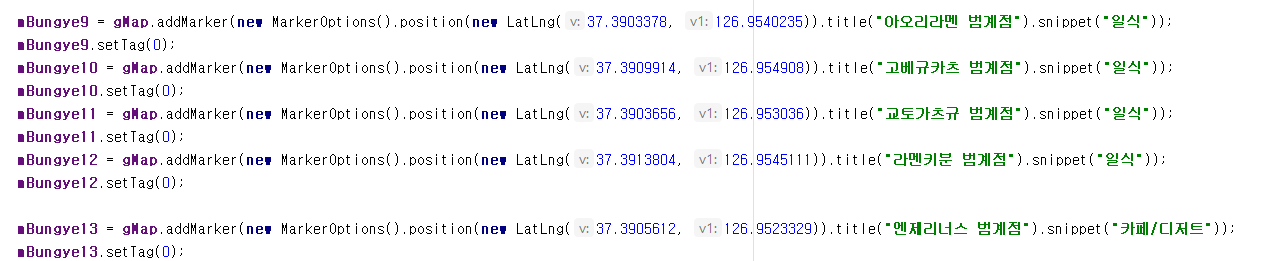 mBungye9 = gMap.addMarker(new MarkerOptions().position(new LatLng( v: 37.3903378, v1: 126.9540235)).title("아오리라멘 범계점").snippet("일식"));
mBungye9.setTag(0);
mBungye10 = gMap.addMarker(new MarkerOptions().position(new LatLng( v: 37.3909914, v1: 126.954908)).title("고베규카츠 범계점").snippet("일식"));
mBungye10.setTag(0);
mBungye11 = gMap.addMarker(new MarkerOptions().position(new LatLng( v: 37.3903656, v1: 126.953036)).title("교토가츠규 범계점").snippet("일식"));
mBungye11.setTag(0);
mBungye12 = gMap.addMarker(new MarkerOptions().position(new LatLng( v: 37.3913804, v1: 126.9545111)).title("라멘키분 범계점").snippet("일식"));
mBungye12.setTag(0);
mBungye13 = gMap.addMarker(new MarkerOptions().position(new LatLng( v: 37.3905612, v1: 126.9523329)).title("엔제리너스 범계점").snippet("카페/디저트"));
mBungye13.setTag(0);